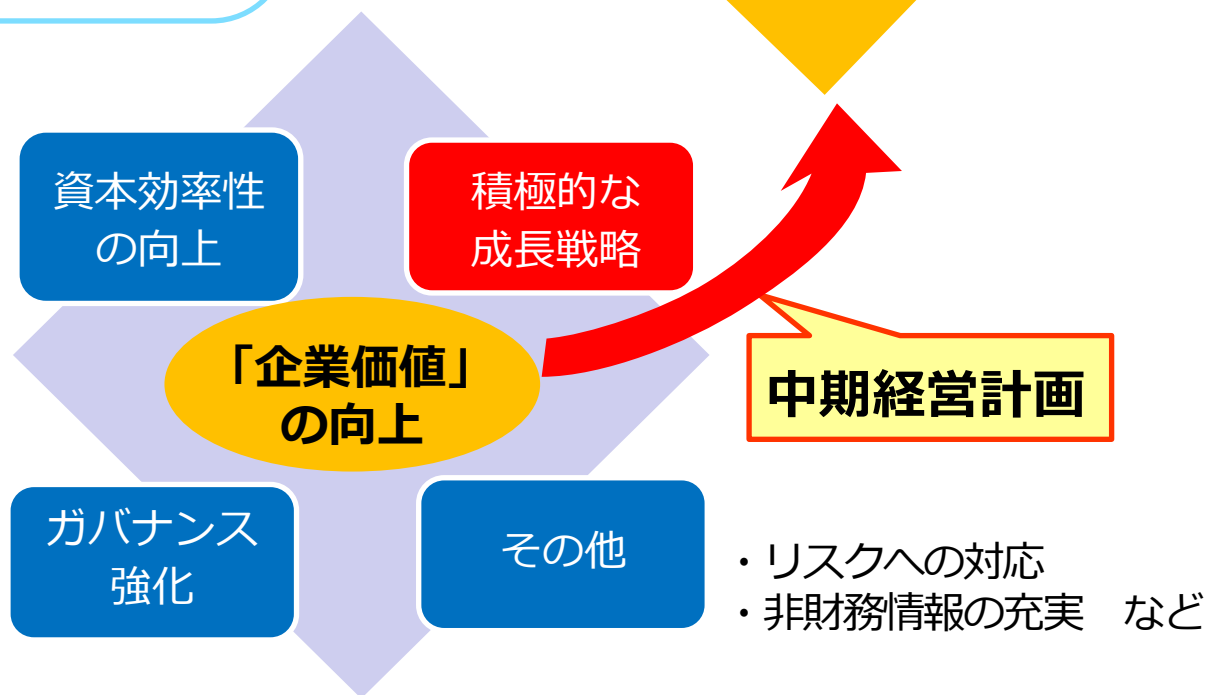 資本効率性
の向上
積極的な
成長戦略
「企業価値」
の向上
中期経営計画
ガバナンス
強化
その他
・リスクへの対応
・非財務情報の充実　など